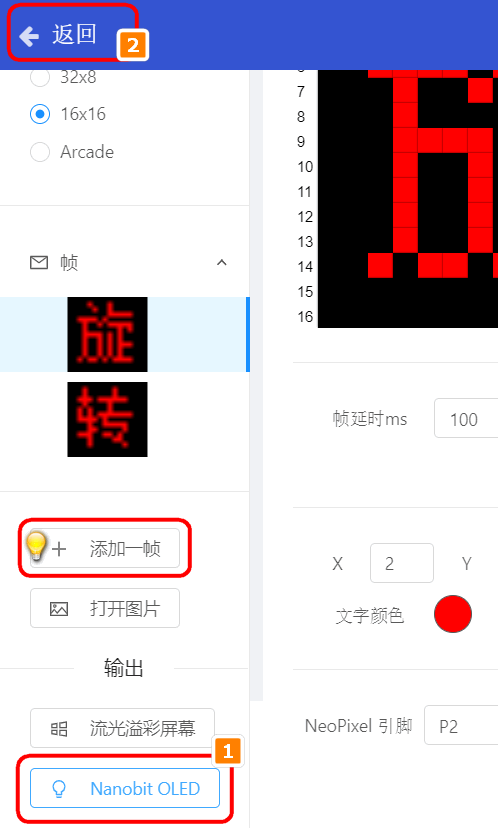 返回
2
32x8
16x16
Arcade
帧
旋
转
添加一帧
打开图片
输出
流光溢彩屏幕
1
Nanobit OLED
7
8
9
10
11
12
13
14
15
16
帧延时ms 100
X 2 Y
文字颜色
NeoPixel 引脚 P2